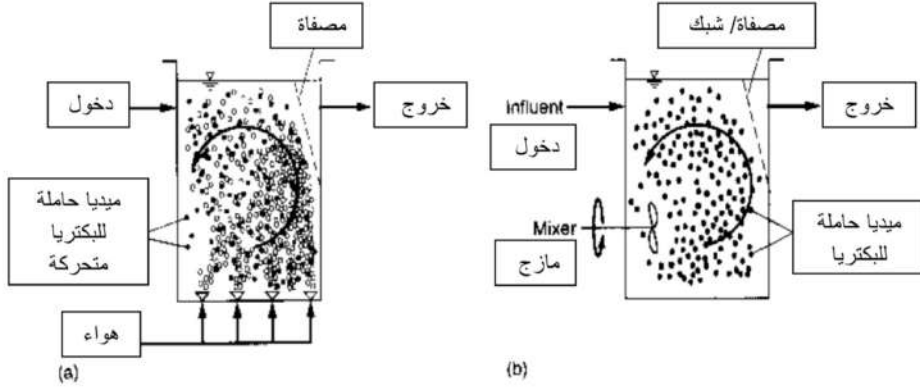 مصفاة
دخول
خروج
ميديا حاملة
للبكتريا
متحركة
هواء
(a)
مصفاة/ شبك
Influent
دخول
خروج
Mixer
مازج
ميديا حاملة
للبكتريا
(b)